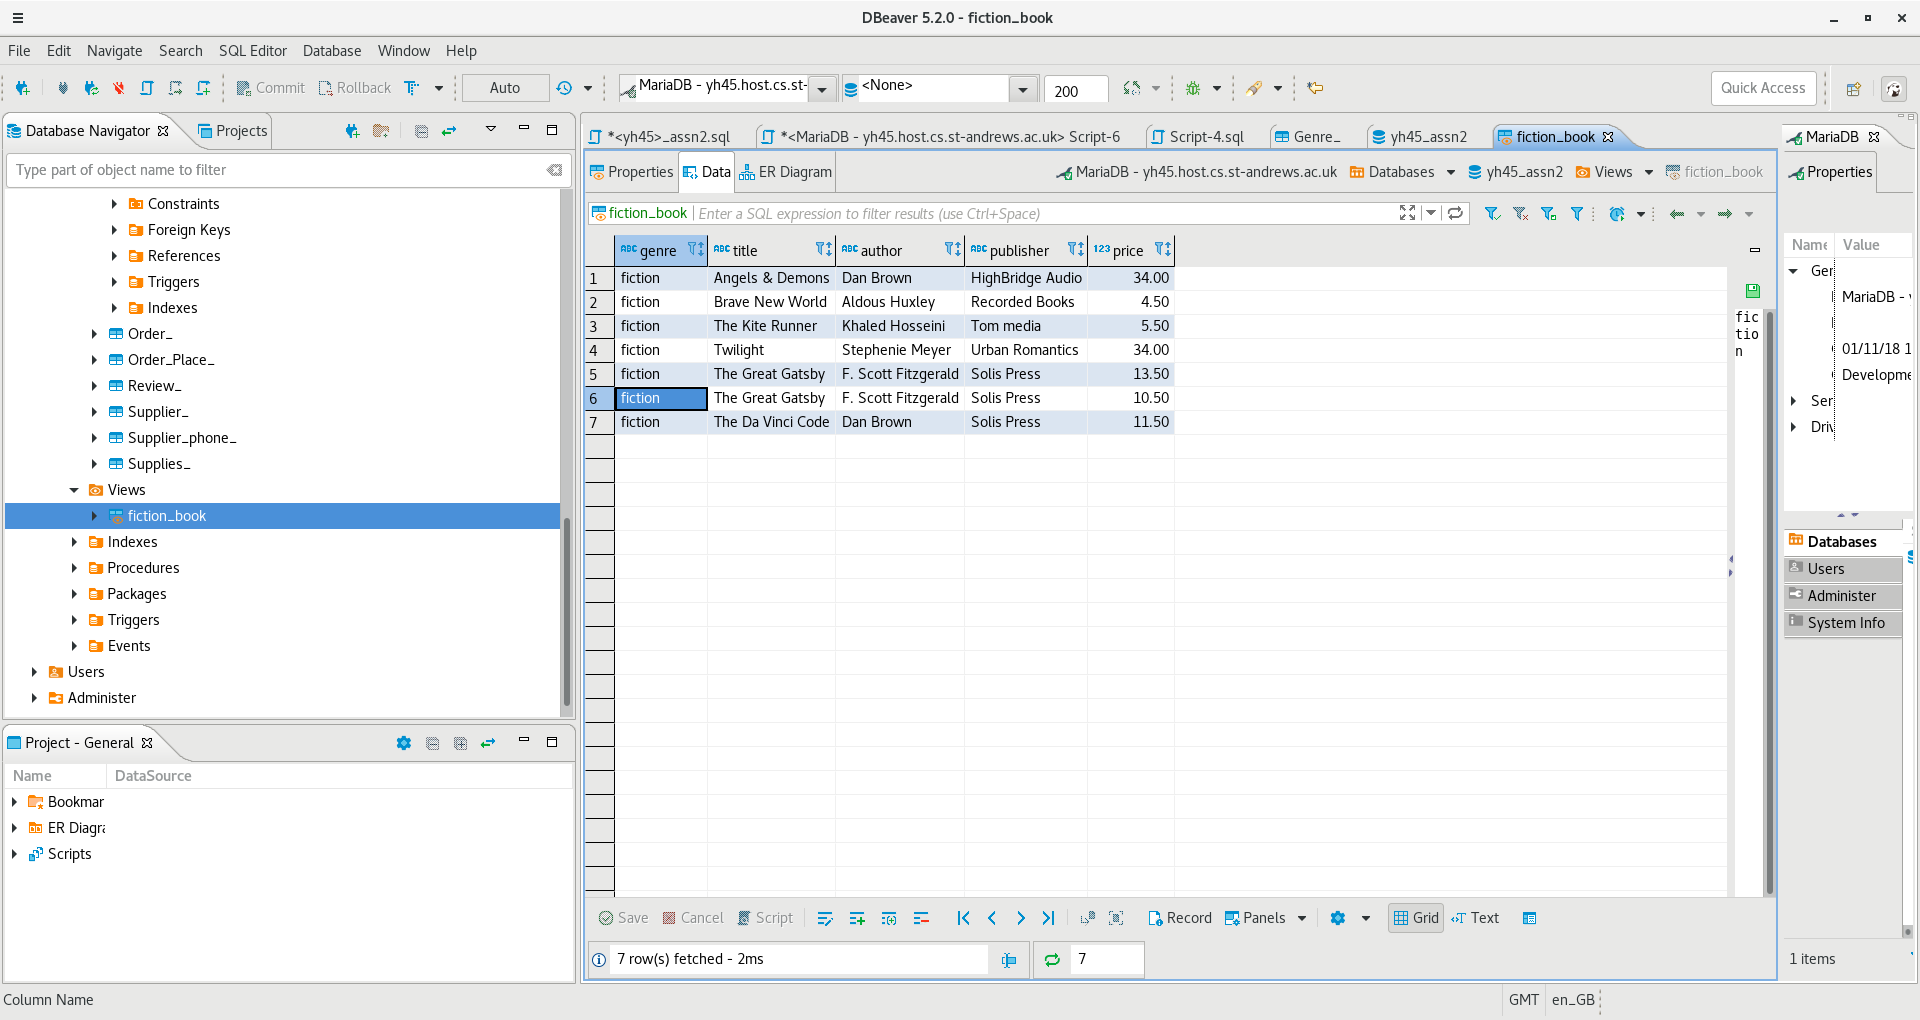 DBeaver 5.2.0 - fiction_book
File Edit Navigate Search SQL Editor Database Window Help
Commit Rollback Auto MariaDB - yh45.host.cs.st- <None> 200 Quick Access
Database Navigator Projects
Type part of object name to filter
Constraints
Foreign Keys
References
Triggers
Indexes
Order_
Order_Place_
Review_
Supplier_
Supplier_phone_
Supplies_
Views
fiction_book
Indexes
Procedures
Packages
Triggers
Events
Users
Administer
Project - General
Name DataSource
Bookmar
ER Diagra
Scripts
*<yh45>_assn2.sql *<MariaDB - yh45.host.cs.st-andrews.ac.uk> Script-6 Script-4.sql Genre_ yh45_assn2 fiction_book
Properties Data ER Diagram MariaDB - yh45.host.cs.st-andrews.ac.uk Databases yh45_assn2 Views fiction_book
fiction_book Enter a SQL expression to filter results (use Ctrl+Space)
ABC genre ABC title ABC author ABC publisher 123 price
1 fiction Angels & Demons Dan Brown HighBridge Audio 34.00
2 fiction Brave New World Aldous Huxley Recorded Books 4.50
3 fiction The Kite Runner Khaled Hosseini Tom media 5.50
4 fiction Twilight Stephenie Meyer Urban Romantics 34.00
5 fiction The Great Gatsby F. Scott Fitzgerald Solis Press 13.50
6 fiction The Great Gatsby F. Scott Fitzgerald Solis Press 10.50
7 fiction The Da Vinci Code Dan Brown Solis Press 11.50
fic
tio
n
Save Cancel Script Record Panels Grid Text
7 row(s) fetched - 2ms 7
MariaDB
Properties
Name Value
Ger
MariaDB -
01/11/18 1
Developme
Ser
Driv
Databases
Users
Administer
System Info
1 items
Column Name GMT en_GB